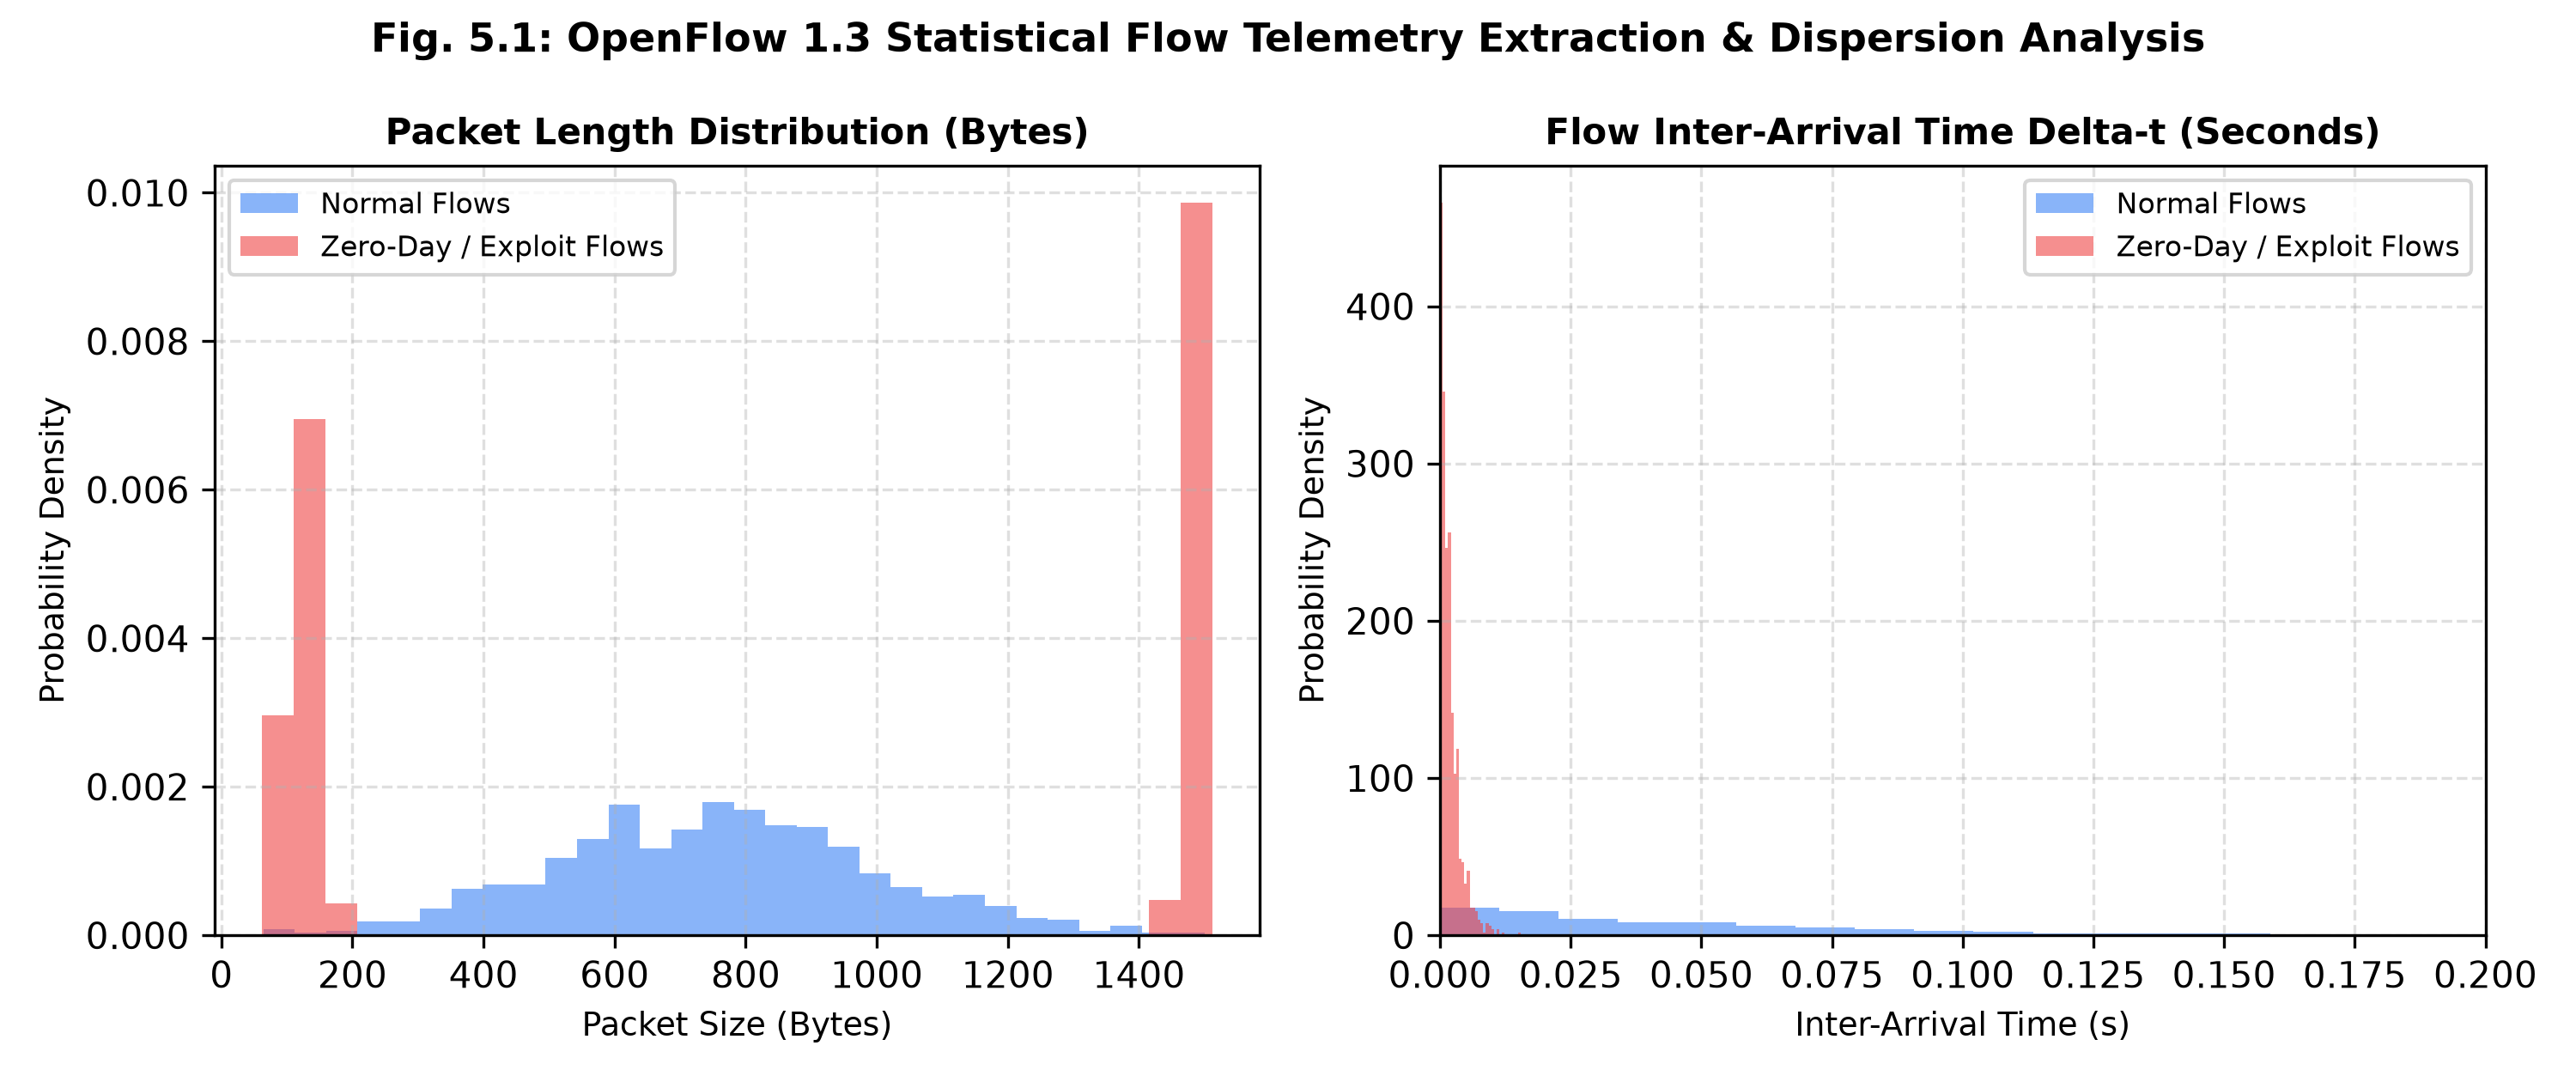 Fig. 5.1: OpenFlow 1.3 Statistical Flow Telemetry Extraction & Dispersion Analysis
Packet Length Distribution (Bytes)
Normal Flows
Zero-Day / Exploit Flows
Probability Density
0.010
0.008
0.006
0.004
0.002
0.000
0 200 400 600 800 1000 1200 1400
Packet Size (Bytes)
Flow Inter-Arrival Time Delta-t (Seconds)
Normal Flows
Zero-Day / Exploit Flows
Probability Density
400
300
200
100
0
0.000 0.025 0.050 0.075 0.100 0.125 0.150 0.175 0.200
Inter-Arrival Time (s)